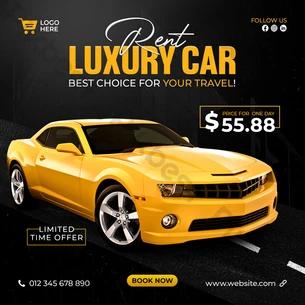 LOGO
HERE
FOLLOW US
Rent
LUXURY CAR
BEST CHOICE FOR YOUR TRAVEL!
PRICE FOR ONE DAY
$55.88
LIMITED
TIME OFFER
012 345 678 890
BOOK NOW
www.website.com